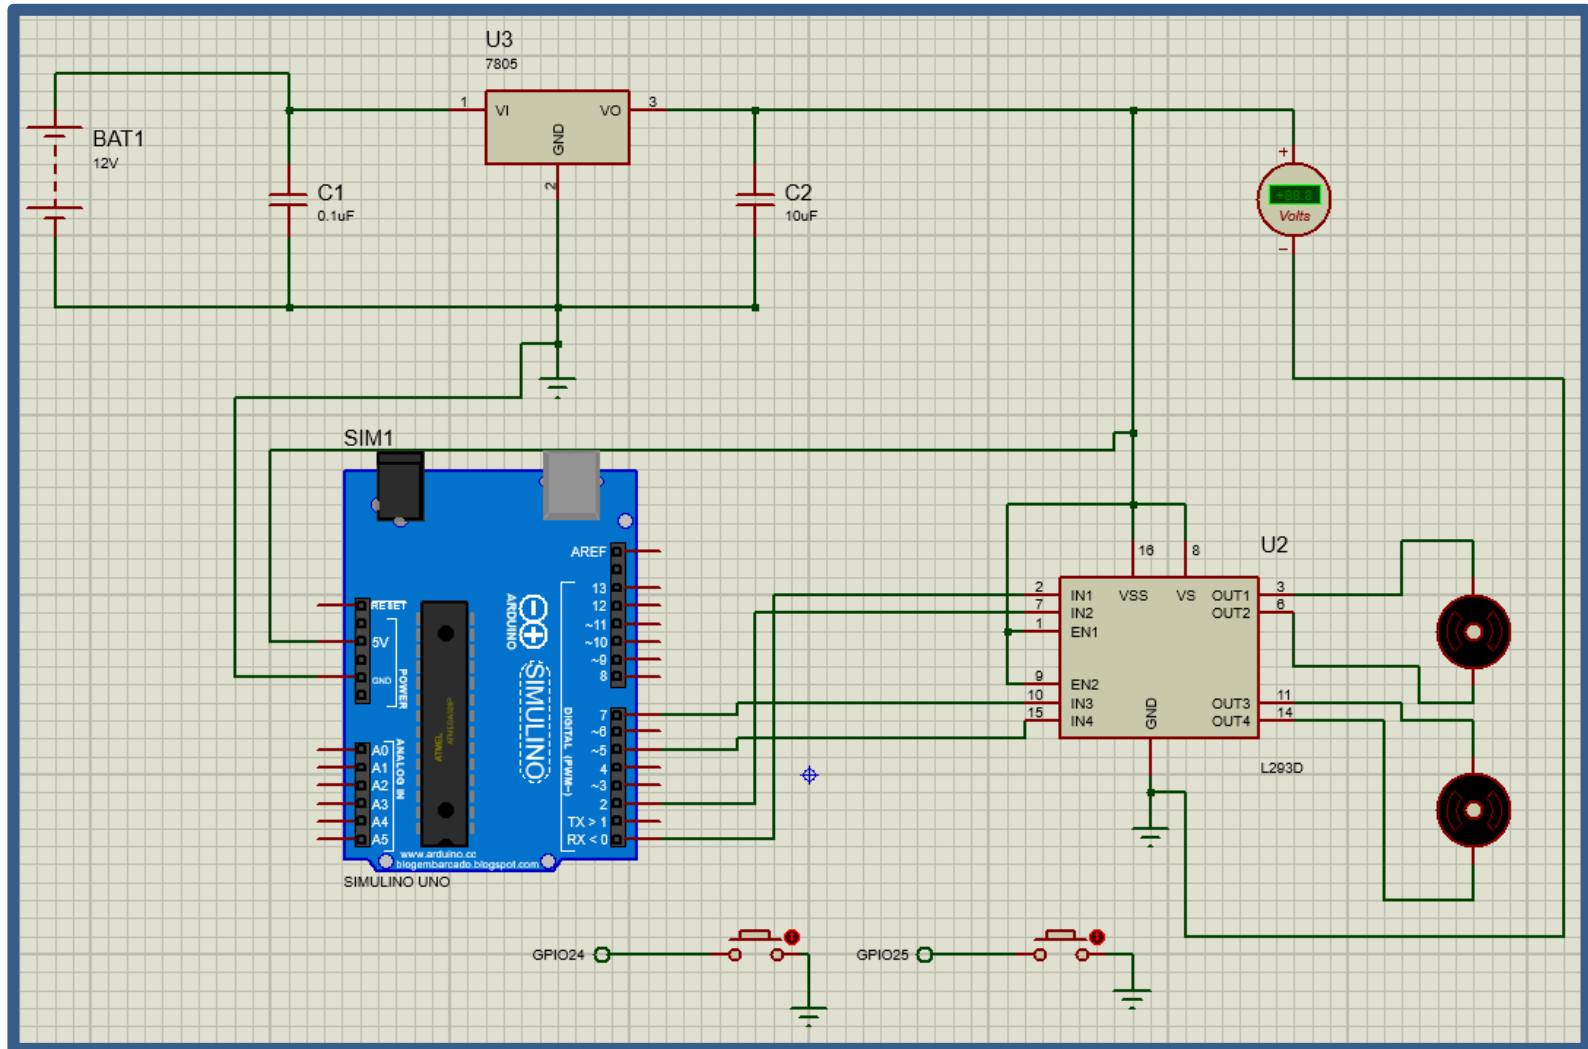 U3
7805
1
VI
VO
3
GND
2
BAT1
12V
C1
0.1uF
C2
10uF
+
+88.8
Volts
−
SIM1
AREF
13
12
~11
~10
~9
8
7
~6
~5
4
~3
2
TX > 1
RX < 0
RESET
5V
GND
POWER
A0
A1
A2
A3
A4
A5
ANALOG IN
ARDUINO
SIMULINO
DIGITAL (PWM~)
ATMEL
www.arduino.cc
blogembarcado.blogspot.com
SIMULINO UNO
U2
16
8
2
7
1
9
10
15
IN1
IN2
EN1
EN2
IN3
IN4
VSS
VS
GND
OUT1
OUT2
OUT3
OUT4
3
6
11
14
L293D
GPIO24
GPIO25